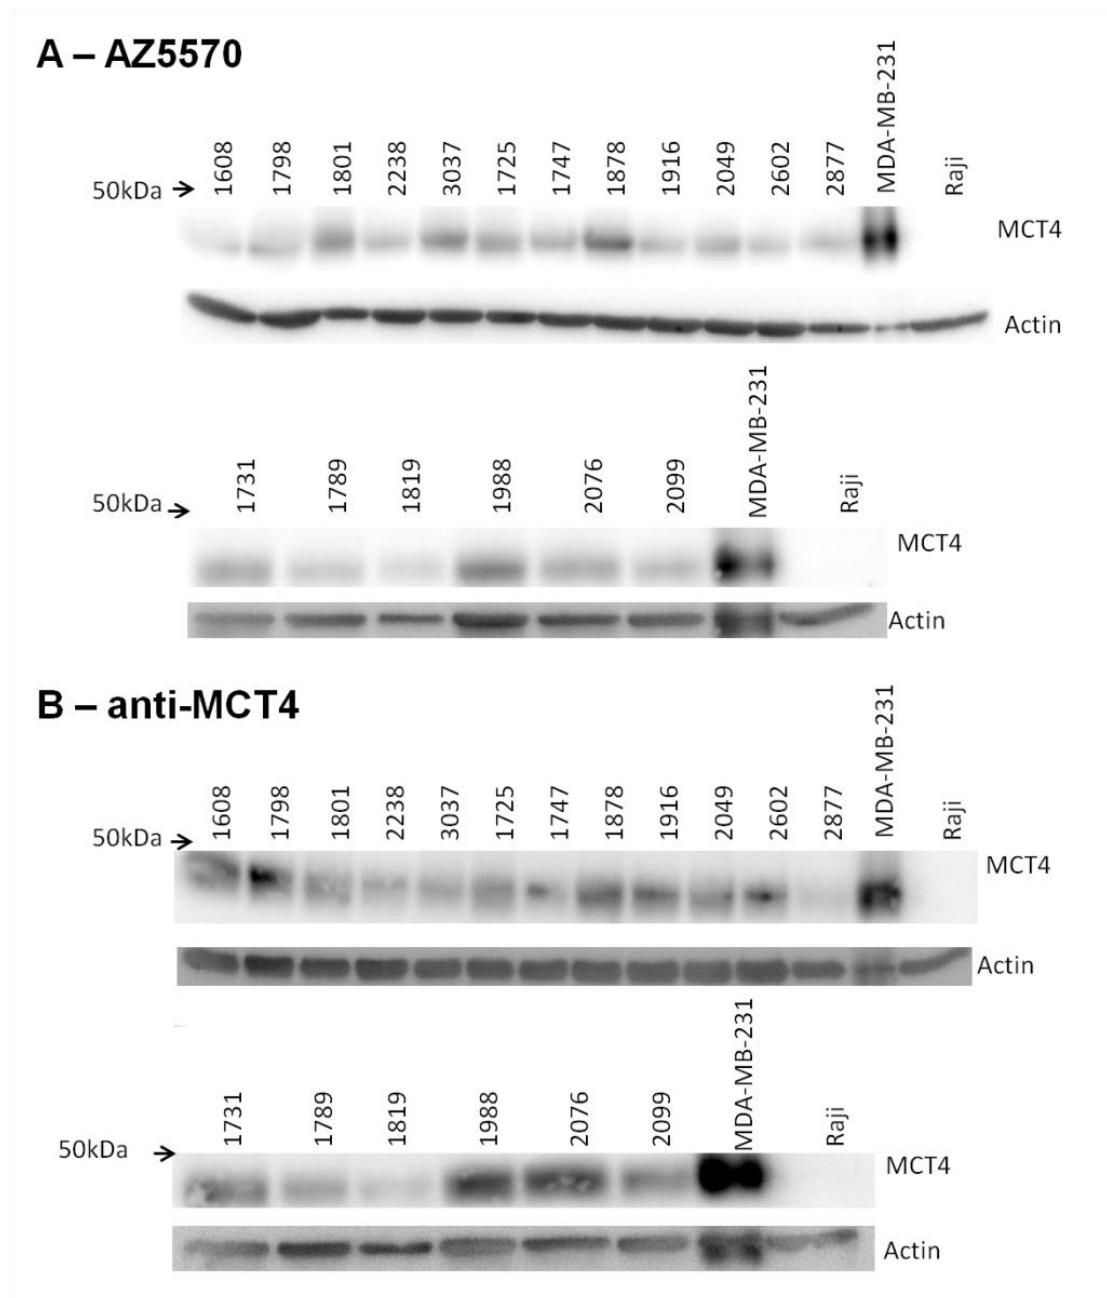 A – AZ5570
1608 1798 1801 2238 3037 1725 1747 1878 1916 2049 2602 2877 MDA-MB-231 Raji
50kDa
MCT4
Actin
1731 1789 1819 1988 2076 2099 MDA-MB-231 Raji
50kDa
MCT4
Actin
B – anti-MCT4
1608 1798 1801 2238 3037 1725 1747 1878 1916 2049 2602 2877 MDA-MB-231 Raji
50kDa
MCT4
Actin
1731 1789 1819 1988 2076 2099 MDA-MB-231 Raji
50kDa
MCT4
Actin